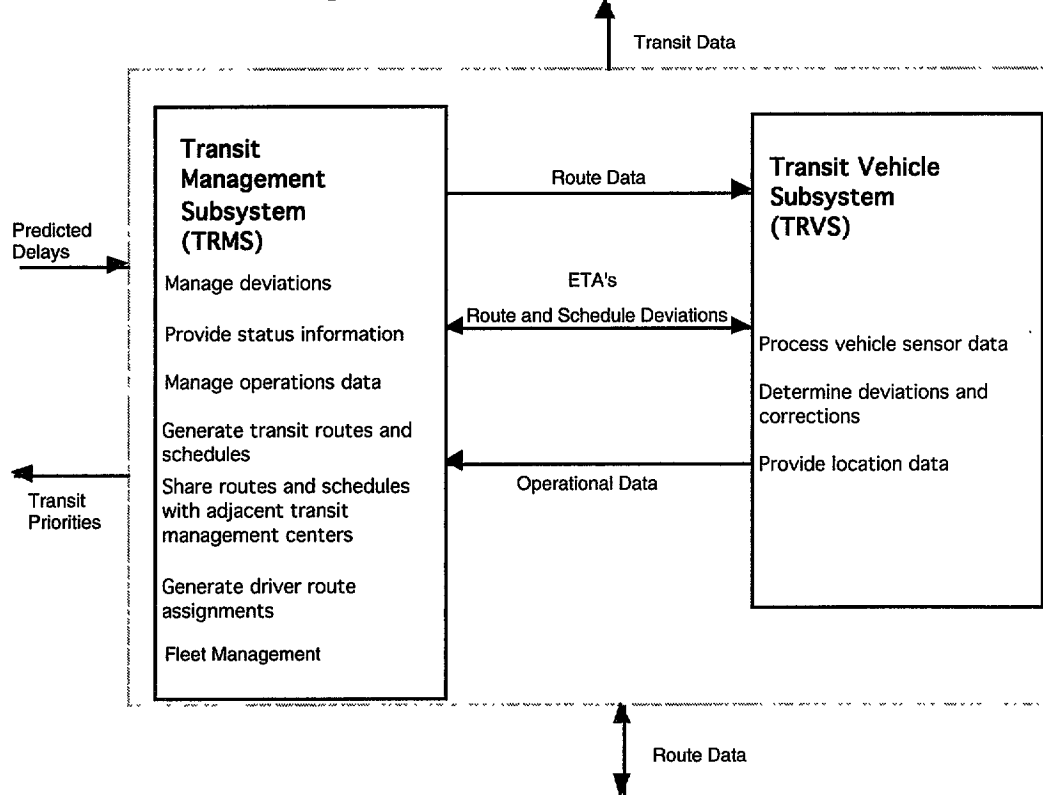 Transit Data
Transit
Management
Subsystem
(TRMS)
Manage deviations
Provide status information
Manage operations data
Generate transit routes and
schedules
Share routes and schedules
with adjacent transit
management centers
Generate driver route
assignments
Fleet Management
Predicted
Delays
Transit
Priorities
Route Data
ETA's
Route and Schedule Deviations
Operational Data
Transit Vehicle
Subsystem
(TRVS)
Process vehicle sensor data
Determine deviations and
corrections
Provide location data
Route Data